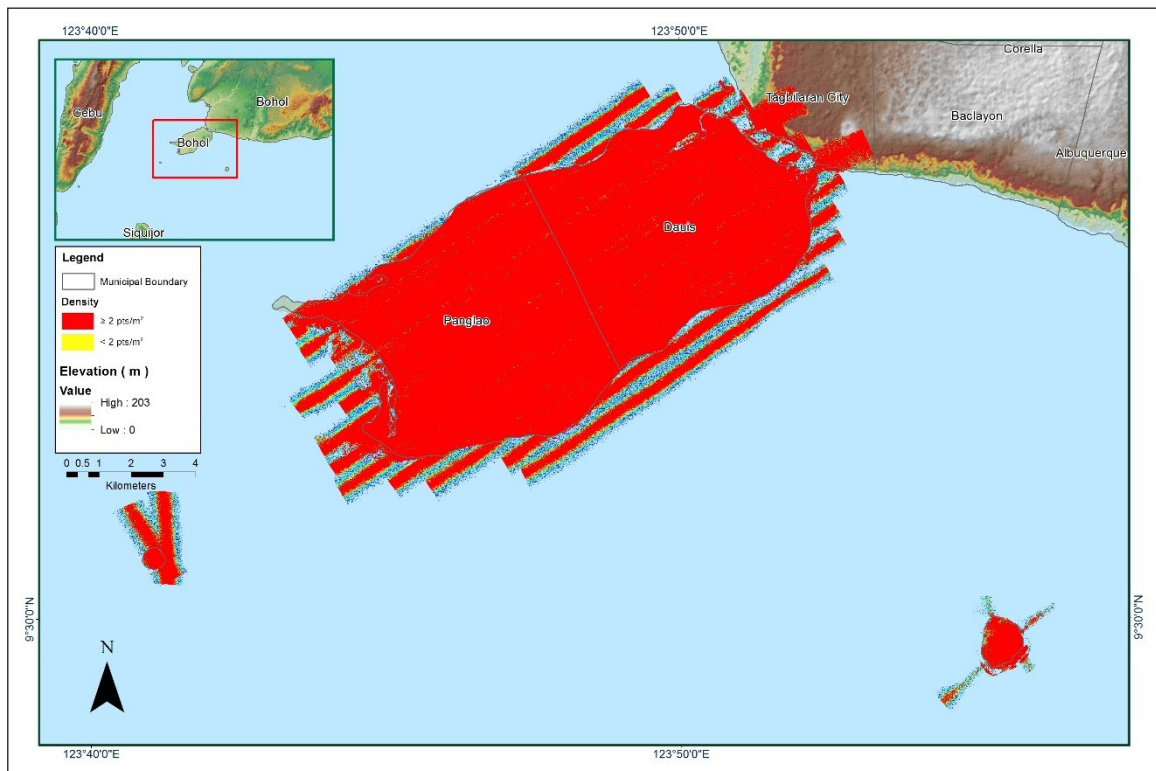 123°40'0"E
123°50'0"E
Corella
Tagbilaran City
Baclayon
Albuquerque
Cebu
Bohol
Bohol
Siquijor
Dauis
Panglao
Legend
Municipal Boundary
Density
≥ 2 pts/m²
< 2 pts/m²
Elevation ( m )
Value
High : 203
Low : 0
0 0.5 1 2 3 4
Kilometers
9°30'0"N
9°30'0"N
N
123°40'0"E
123°50'0"E